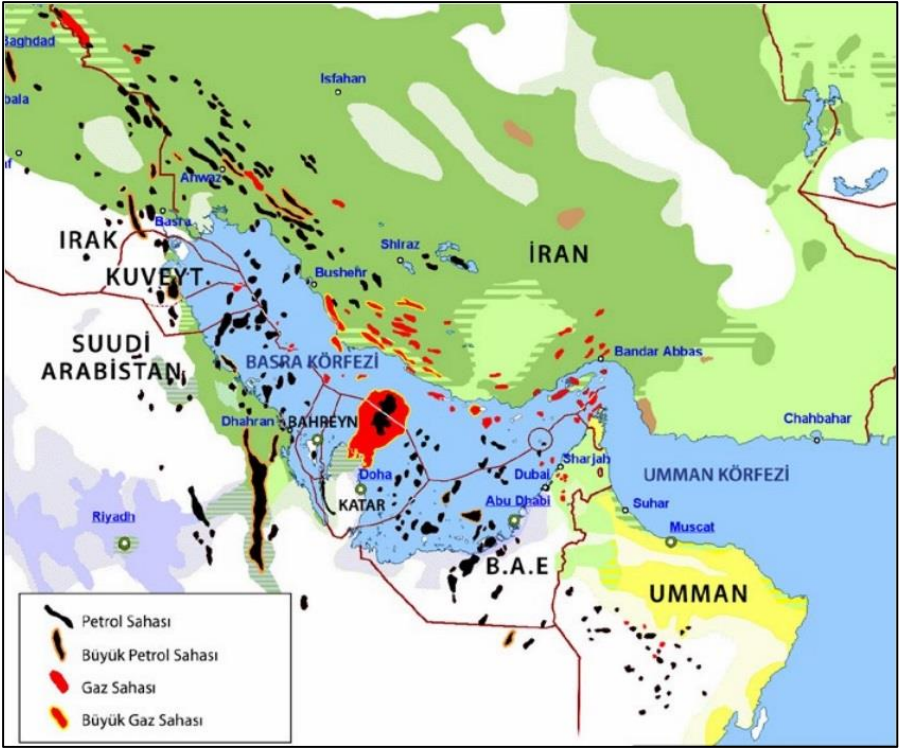 Baghdad
bala
af
Isfahan
Ahwaz
Basra
IRAK
KUVEYT
Shiraz
Bushehr
İRAN
SUUDİ
ARABİSTAN
BASRA KÖRFEZİ
Bandar Abbas
Dhahran
BAHREYN
Chahbahar
Doha
KATAR
Dubai
Sharjah
Abu Dhabi
UMMAN KÖRFEZİ
Suhar
Muscat
Riyadh
B.A.E
UMMAN
Petrol Sahası
Büyük Petrol Sahası
Gaz Sahası
Büyük Gaz Sahası